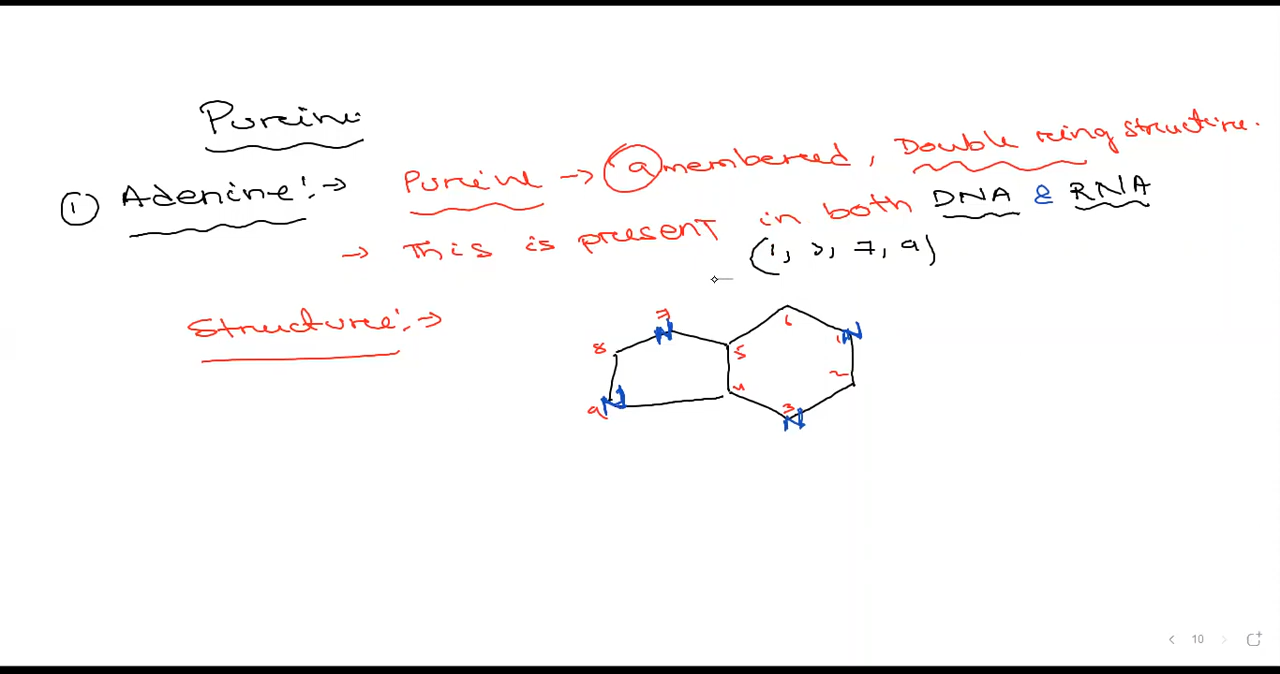 Purine
① Adenine :→ Purine → 9 membered, Double ring structure.
→ This is present in both DNA & RNA
(1, 3, 7, 9)
Structure :→
7 N 6
8 5 1 N
4 2
9 N 3
N
10